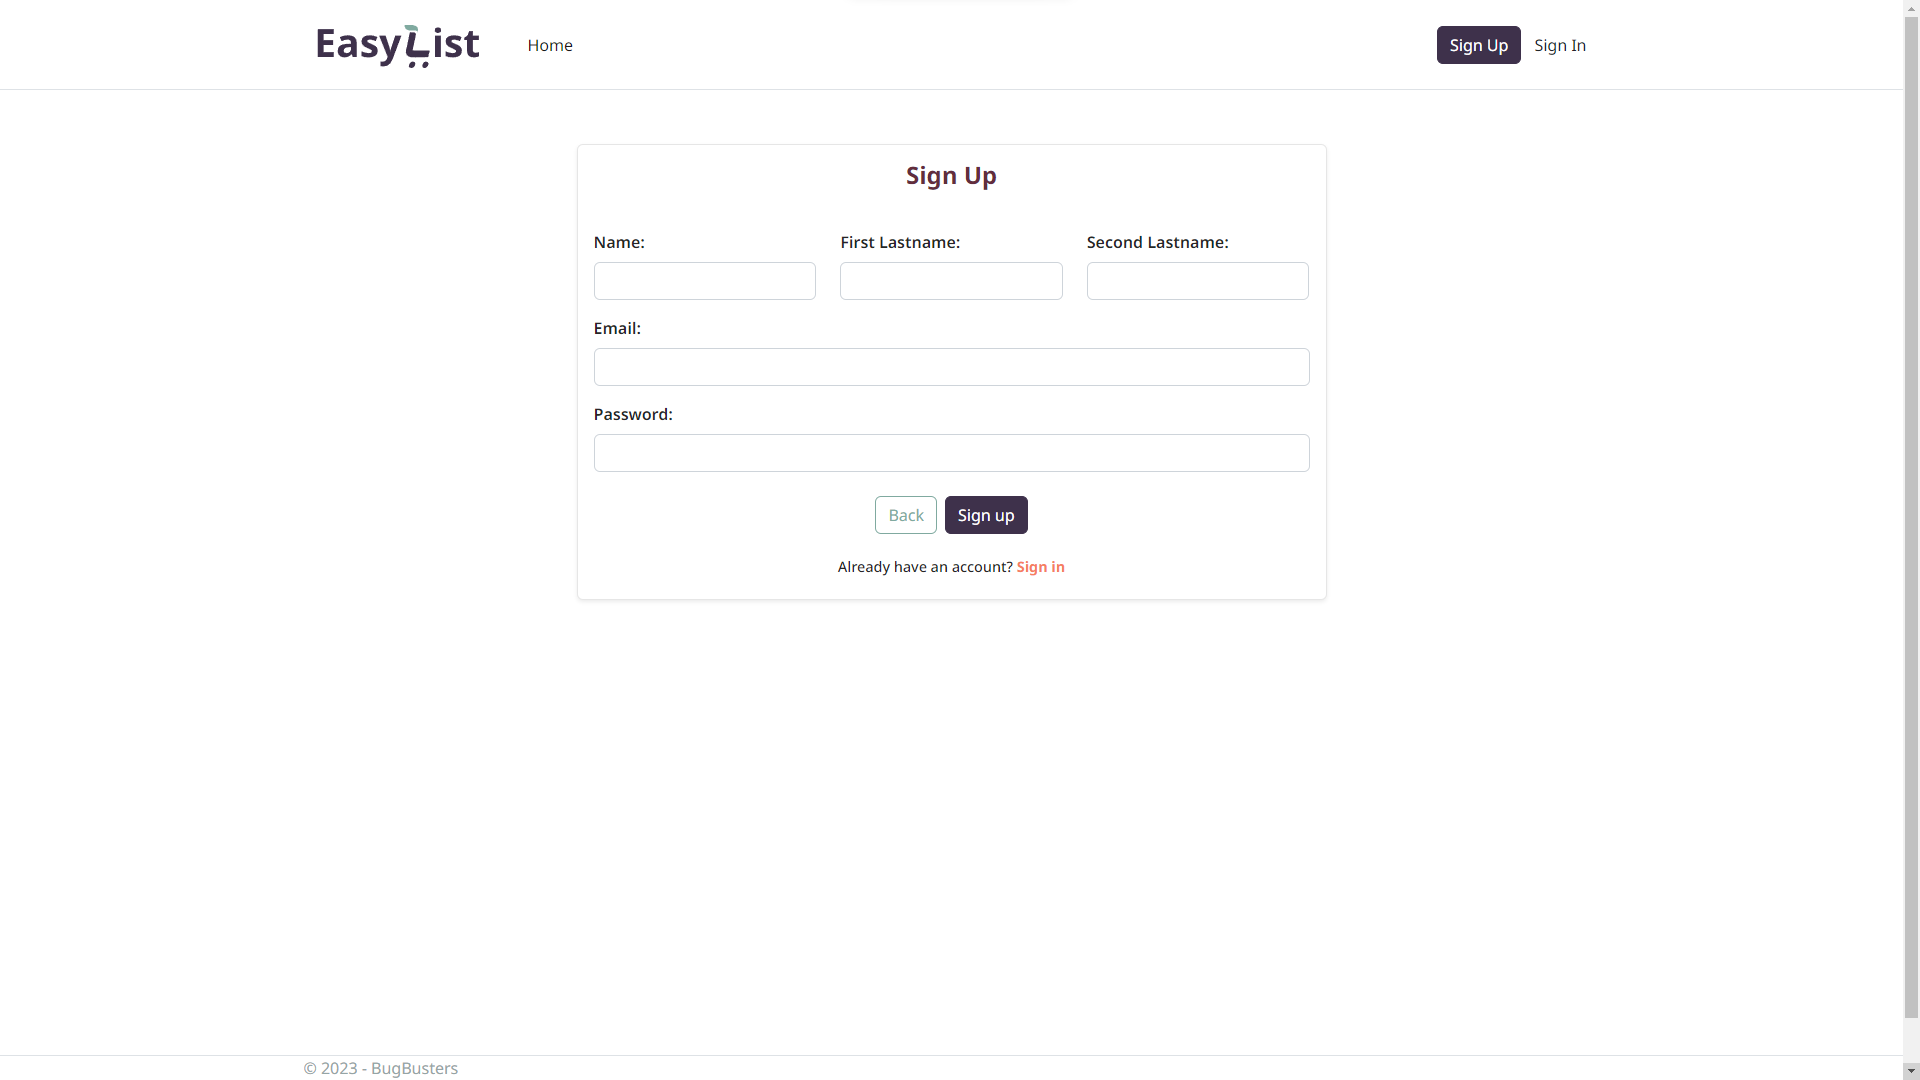 EasyList
Home
Sign Up
Sign In
Sign Up
Name:
First Lastname:
Second Lastname:
Email:
Password:
Back
Sign up
Already have an account? Sign in
© 2023 - BugBusters